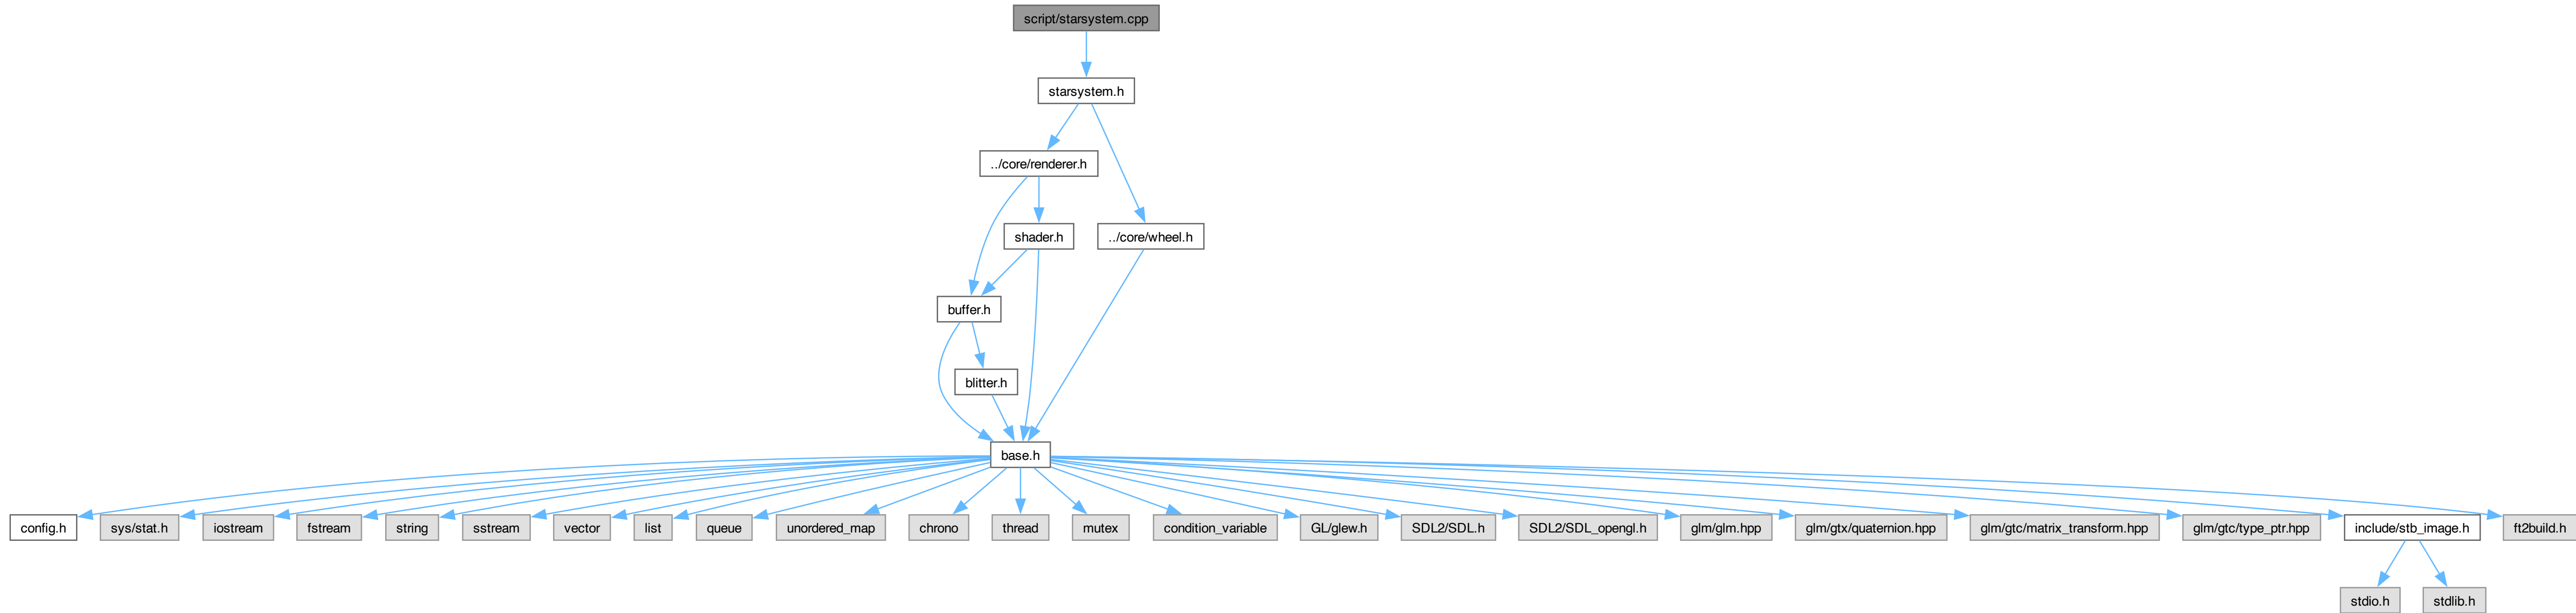 script/starsystem.cpp
starsystem.h
../core/renderer.h
shader.h
../core/wheel.h
buffer.h
blitter.h
base.h
config.h
sys/stat.h
iostream
fstream
string
sstream
vector
list
queue
unordered_map
chrono
thread
mutex
condition_variable
GL/glew.h
SDL2/SDL.h
SDL2/SDL_opengl.h
glm/glm.hpp
glm/gtx/quaternion.hpp
glm/gtc/matrix_transform.hpp
glm/gtc/type_ptr.hpp
include/stb_image.h
ft2build.h
stdio.h
stdlib.h